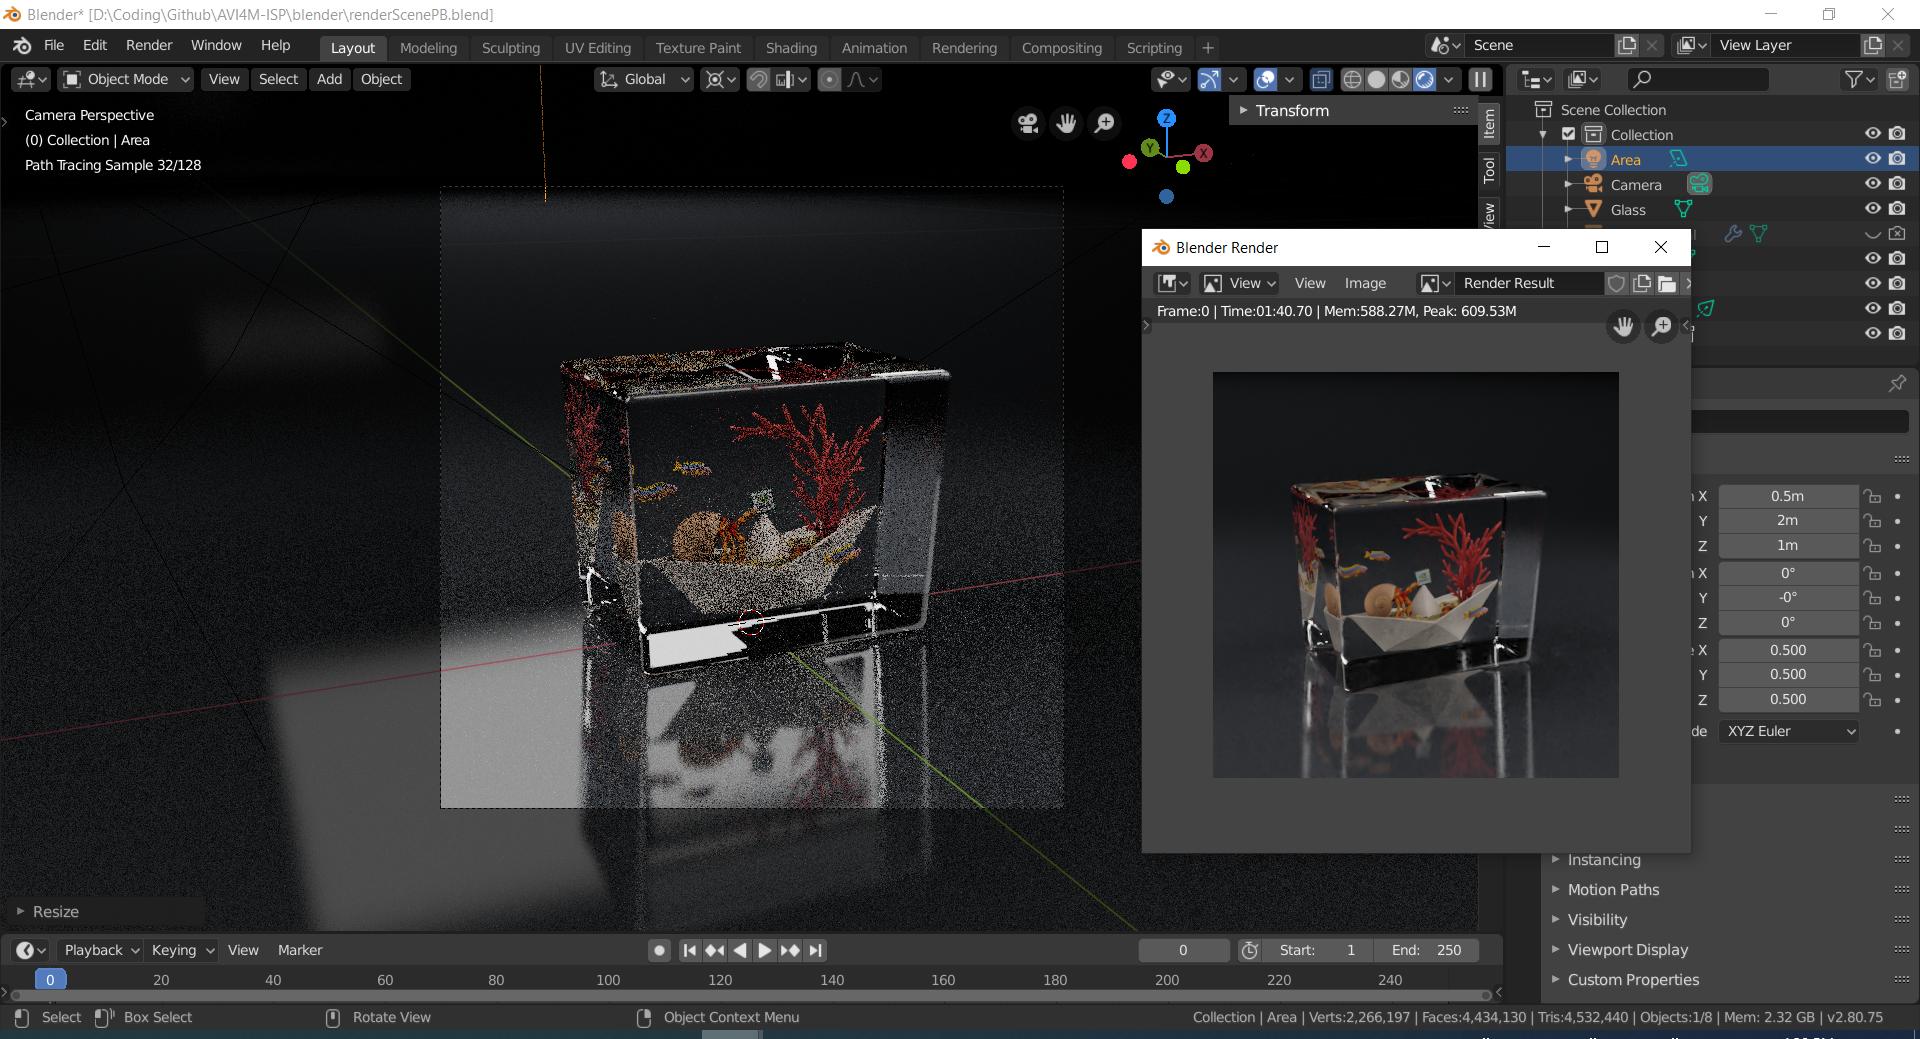 Blender* [D:\Coding\Github\AVI4M-ISP\blender\renderScenePB.blend]
File Edit Render Window Help Layout Modeling Sculpting UV Editing Texture Paint Shading Animation Rendering Compositing Scripting + Scene View Layer
Object Mode View Select Add Object Global
Camera Perspective
(0) Collection | Area
Path Tracing Sample 32/128
Z
Y
X
Transform
Item
Tool
View
Scene Collection
Collection
Area
Camera
Glass
Blender Render
View View Image Render Result
Frame:0 | Time:01:40.70 | Mem:588.27M, Peak: 609.53M
X 0.5m
Y 2m
Z 1m
X 0°
Y -0°
Z 0°
X 0.500
Y 0.500
Z 0.500
de XYZ Euler
Instancing
Motion Paths
Visibility
Viewport Display
Custom Properties
Resize
Playback Keying View Marker 0 Start: 1 End: 250
0 20 40 60 80 100 120 140 160 180 200 220 240
Select Box Select Rotate View Object Context Menu Collection | Area | Verts:2,266,197 | Faces:4,434,130 | Tris:4,532,440 | Objects:1/8 | Mem: 2.32 GB | v2.80.75